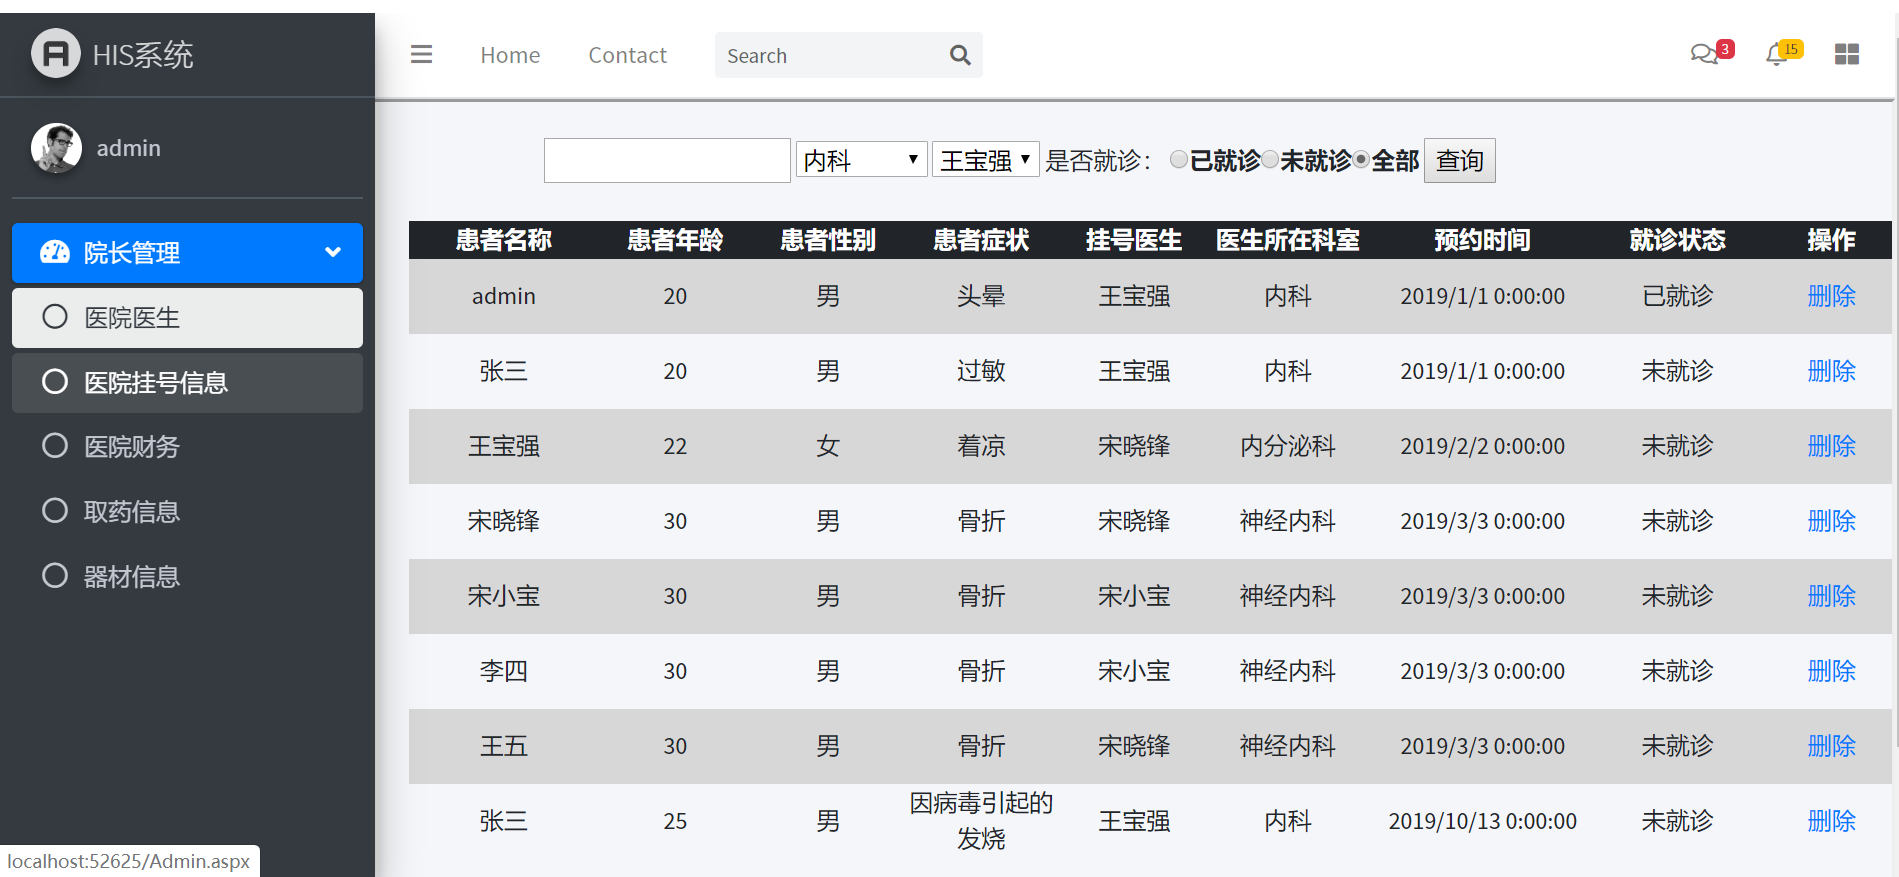 HIS系统
Home Contact Search 3 15
admin
院长管理
医院医生
医院挂号信息
医院财务
取药信息
器材信息
内科 王宝强 是否就诊： 已就诊 未就诊 全部 查询
患者名称 患者年龄 患者性别 患者症状 挂号医生 医生所在科室 预约时间 就诊状态 操作
admin 20 男 头晕 王宝强 内科 2019/1/1 0:00:00 已就诊 删除
张三 20 男 过敏 王宝强 内科 2019/1/1 0:00:00 未就诊 删除
王宝强 22 女 着凉 宋晓锋 内分泌科 2019/2/2 0:00:00 未就诊 删除
宋晓锋 30 男 骨折 宋晓锋 神经内科 2019/3/3 0:00:00 未就诊 删除
宋小宝 30 男 骨折 宋小宝 神经内科 2019/3/3 0:00:00 未就诊 删除
李四 30 男 骨折 宋小宝 神经内科 2019/3/3 0:00:00 未就诊 删除
王五 30 男 骨折 宋晓锋 神经内科 2019/3/3 0:00:00 未就诊 删除
张三 25 男 因病毒引起的发烧 王宝强 内科 2019/10/13 0:00:00 未就诊 删除
localhost:52625/Admin.aspx